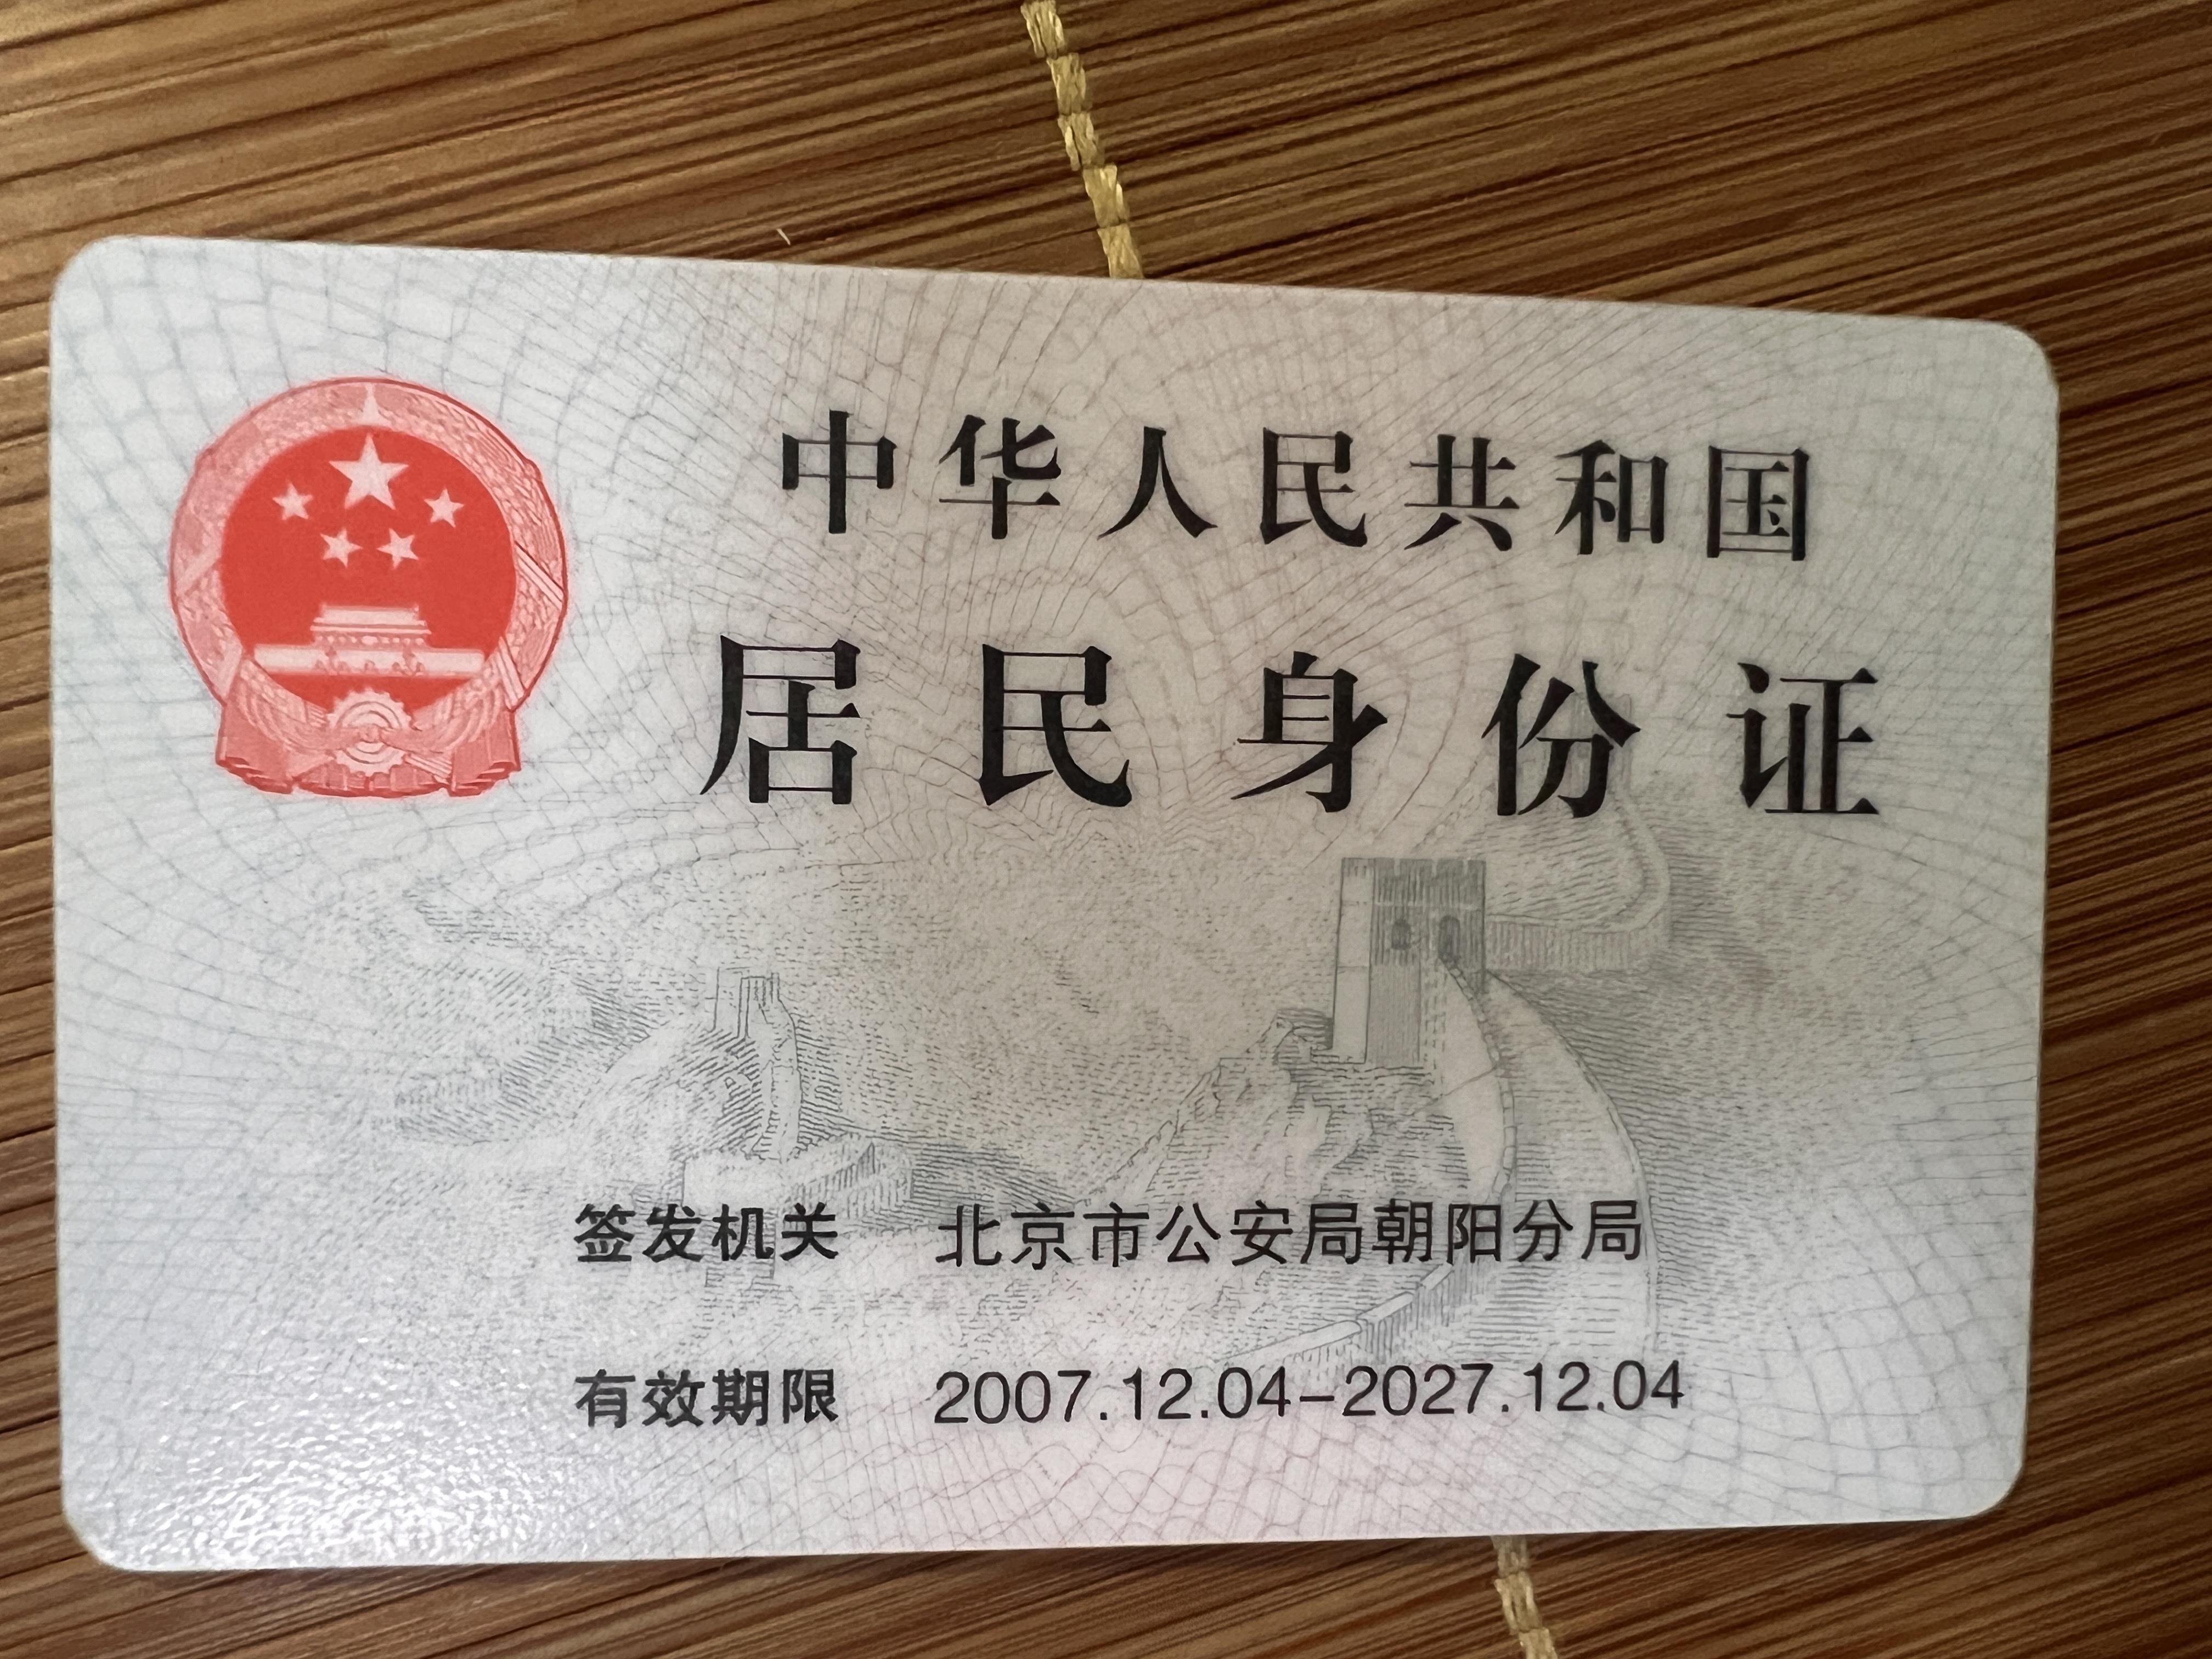 中华人民共和国
居民身份证
签发机关 北京市公安局朝阳分局
有效期限 2007.12.04-2027.12.04